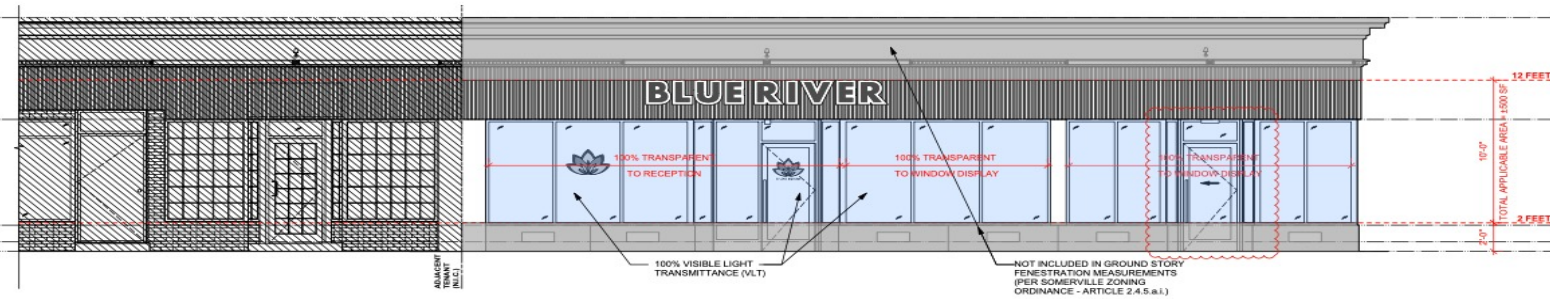 12 FEET
BLUE RIVER
100% TRANSPARENT
TO RECEPTION
100% TRANSPARENT
TO WINDOW DISPLAY
100% TRANSPARENT
TO WINDOW DISPLAY
10'-0"
TOTAL APPLICABLE AREA = ±500 SF
2 FEET
2'-0"
ADJACENT
TENANT
(N.I.C.)
100% VISIBLE LIGHT
TRANSMITTANCE (VLT)
NOT INCLUDED IN GROUND STORY
FENESTRATION MEASUREMENTS
(PER SOMERVILLE ZONING
ORDINANCE - ARTICLE 2.4.5.a.i.)